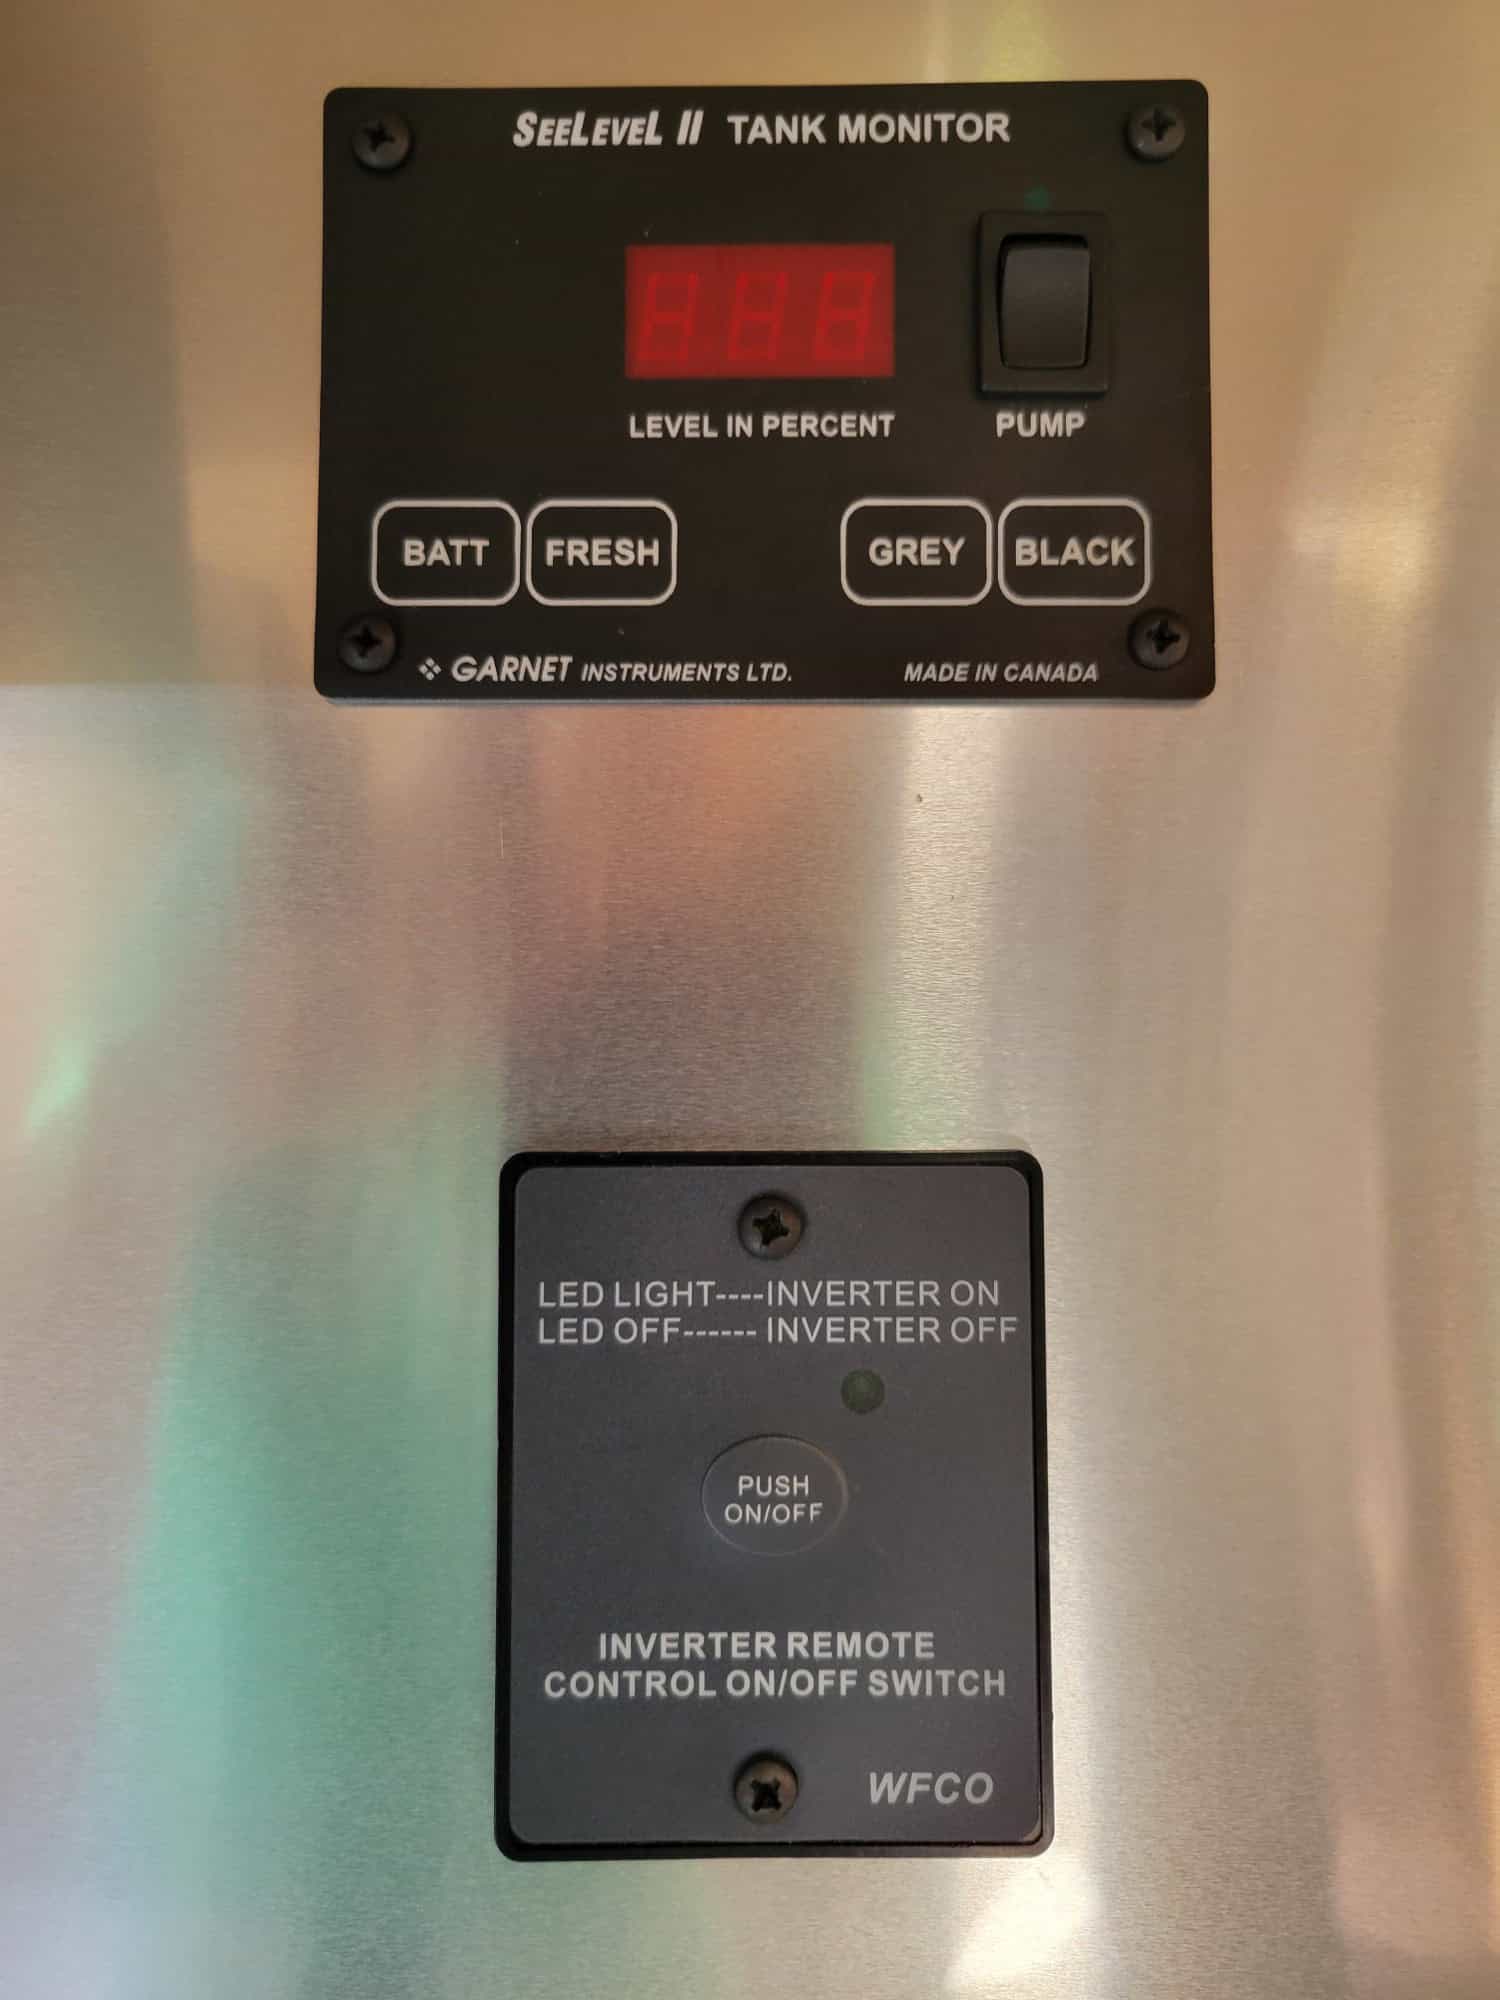 SEELEVEL II TANK MONITOR
LEVEL IN PERCENT
PUMP
BATT FRESH GREY BLACK
GARNET INSTRUMENTS LTD. MADE IN CANADA
LED LIGHT----INVERTER ON
LED OFF------ INVERTER OFF
PUSH
ON/OFF
INVERTER REMOTE
CONTROL ON/OFF SWITCH
WFCO